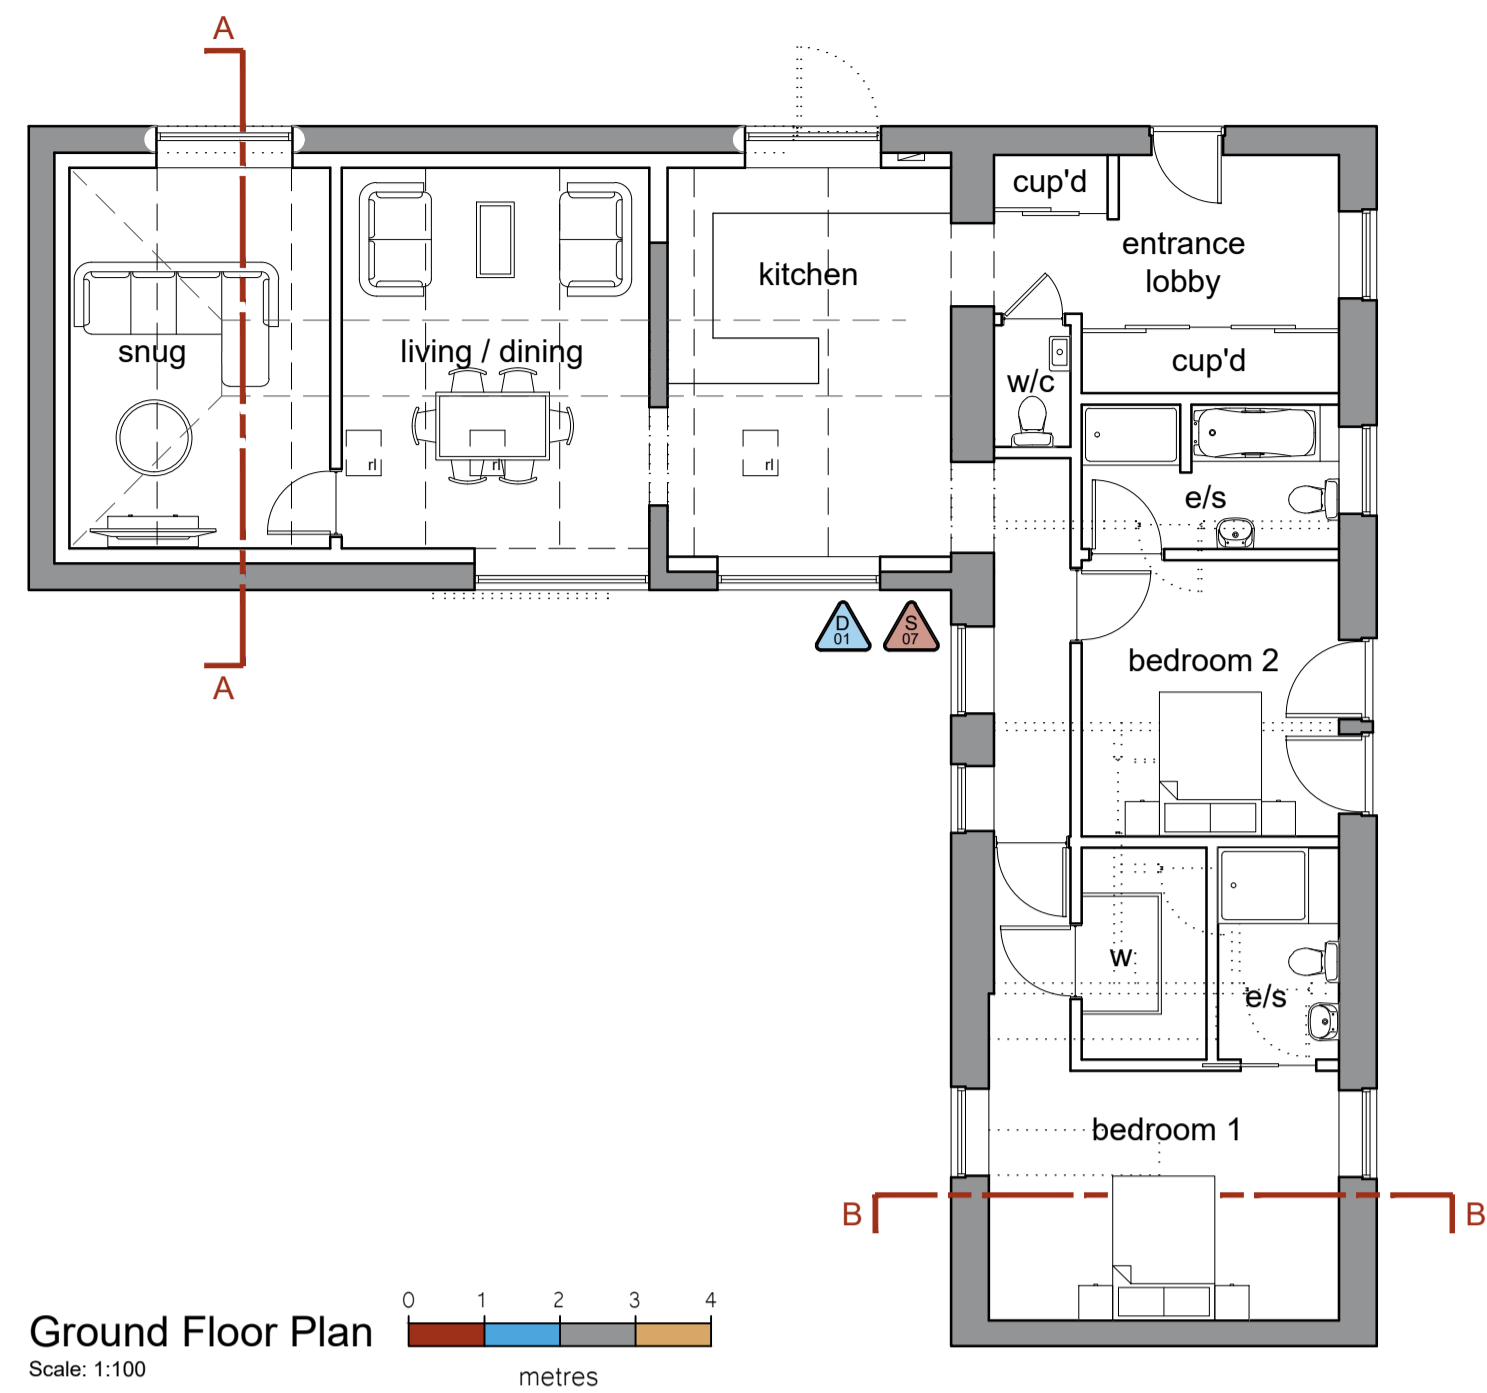 A
cup'd
entrance
lobby
kitchen
snug
living / dining
cup'd
w/c
rl
rl
rl
e/s
D
01
S
07
bedroom 2
A
w
e/s
bedroom 1
B
B
Ground Floor Plan
Scale: 1:100
0 1 2 3 4
metres